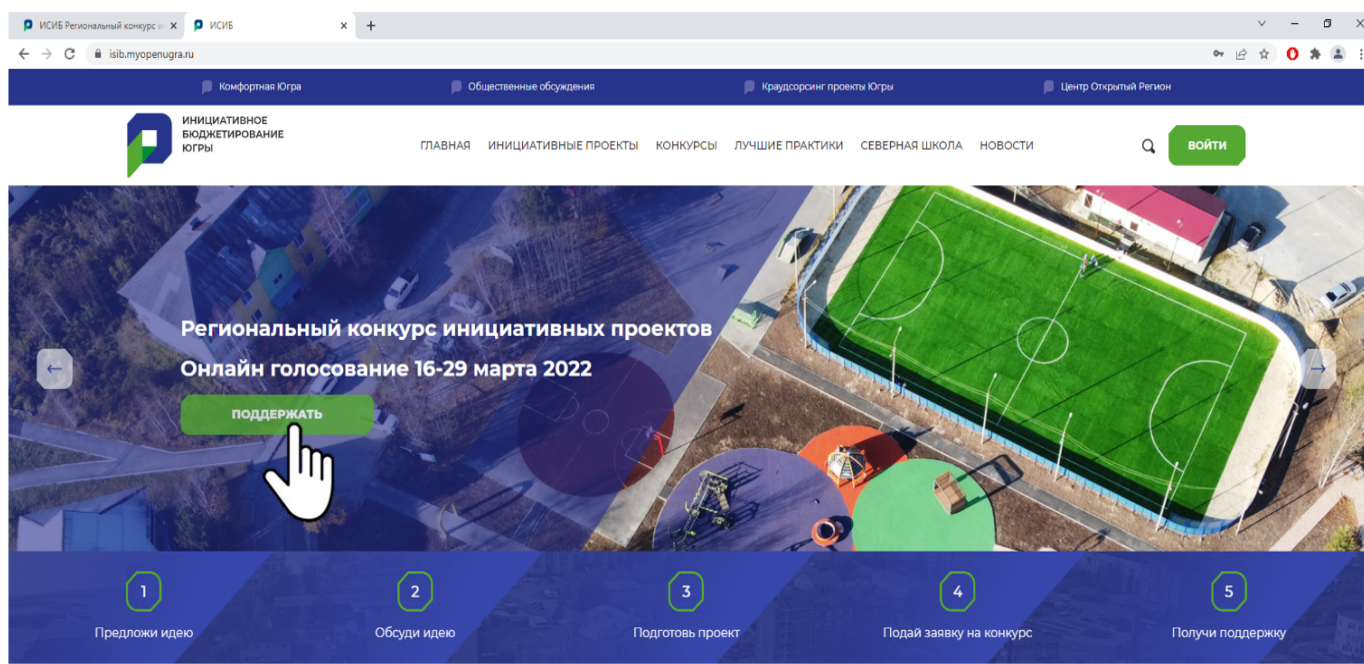 ИСИБ Региональный конкурс и
ИСИБ
isib.myopenugra.ru
Комфортная Югра
Общественные обсуждения
Краудсорсинг проекты Югры
Центр Открытый Регион
ИНИЦИАТИВНОЕ
БЮДЖЕТИРОВАНИЕ
ЮГРЫ
ГЛАВНАЯ
ИНИЦИАТИВНЫЕ ПРОЕКТЫ
КОНКУРСЫ
ЛУЧШИЕ ПРАКТИКИ
СЕВЕРНАЯ ШКОЛА
НОВОСТИ
ВОЙТИ
Региональный конкурс инициативных проектов
Онлайн голосование 16-29 марта 2022
ПОДДЕРЖАТЬ
1
2
3
4
5
Предложи идею
Обсуди идею
Подготовь проект
Подай заявку на конкурс
Получи поддержку